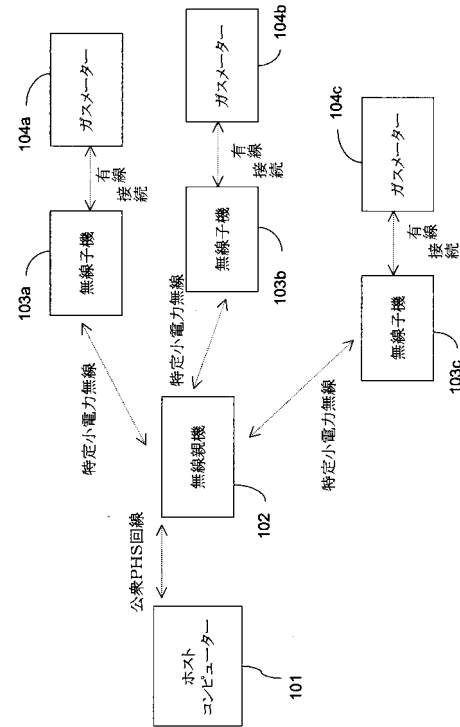 ホスト
コンピューター
101
公衆PHS回線
無線親機
102
特定小電力無線
特定小電力無線
特定小電力無線
103a
無線子機
有線
接続
104a
ガスメーター
103b
無線子機
有線
接続
104b
ガスメーター
103c
無線子機
有線
接続
104c
ガスメーター